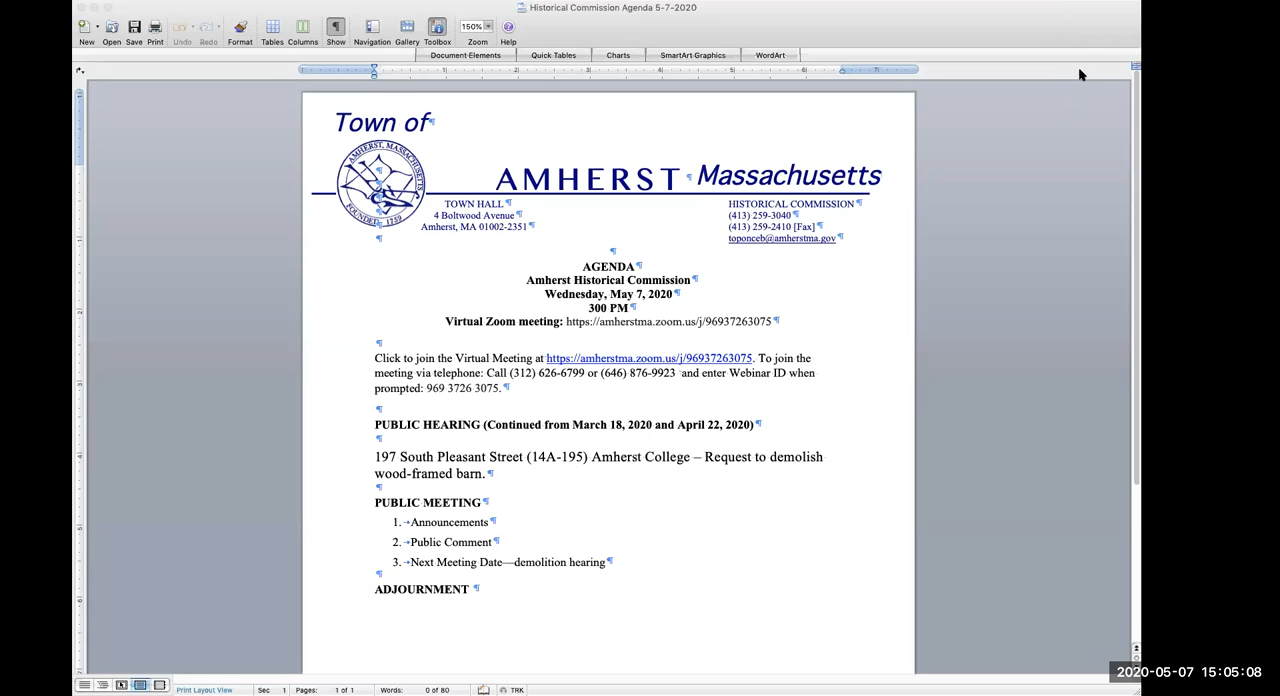 Historical Commission Agenda 5-7-2020
New Open Save Print Undo Redo Format Tables Columns Show Navigation Gallery Toolbox 150% Zoom Help
Document Elements Quick Tables Charts SmartArt Graphics WordArt
Town of
AMHERST Massachusetts
AMHERST, MASSACHUSETTS
FOUNDED 1759
TOWN HALL
4 Boltwood Avenue
Amherst, MA 01002-2351
HISTORICAL COMMISSION
(413) 259-3040
(413) 259-2410 [Fax]
toponceb@amherstma.gov
AGENDA
Amherst Historical Commission
Wednesday, May 7, 2020
300 PM
Virtual Zoom meeting: https://amherstma.zoom.us/j/96937263075
Click to join the Virtual Meeting at https://amherstma.zoom.us/j/96937263075. To join the
meeting via telephone: Call (312) 626-6799 or (646) 876-9923 and enter Webinar ID when
prompted: 969 3726 3075.
PUBLIC HEARING (Continued from March 18, 2020 and April 22, 2020)
197 South Pleasant Street (14A-195) Amherst College – Request to demolish
wood-framed barn.
PUBLIC MEETING
1. Announcements
2. Public Comment
3. Next Meeting Date—demolition hearing
ADJOURNMENT
Print Layout View Sec 1 Pages: 1 of 1 Words: 0 of 80 TRK
2020-05-07 15:05:08